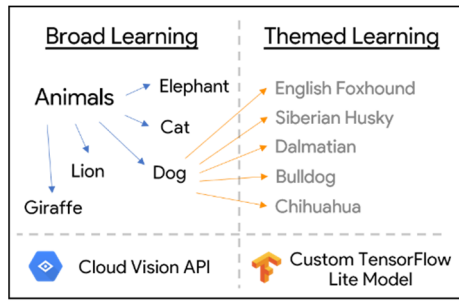 Broad Learning
Animals
Elephant
Cat
Dog
Lion
Giraffe
Themed Learning
English Foxhound
Siberian Husky
Dalmatian
Bulldog
Chihuahua
Cloud Vision API
Custom TensorFlow
Lite Model